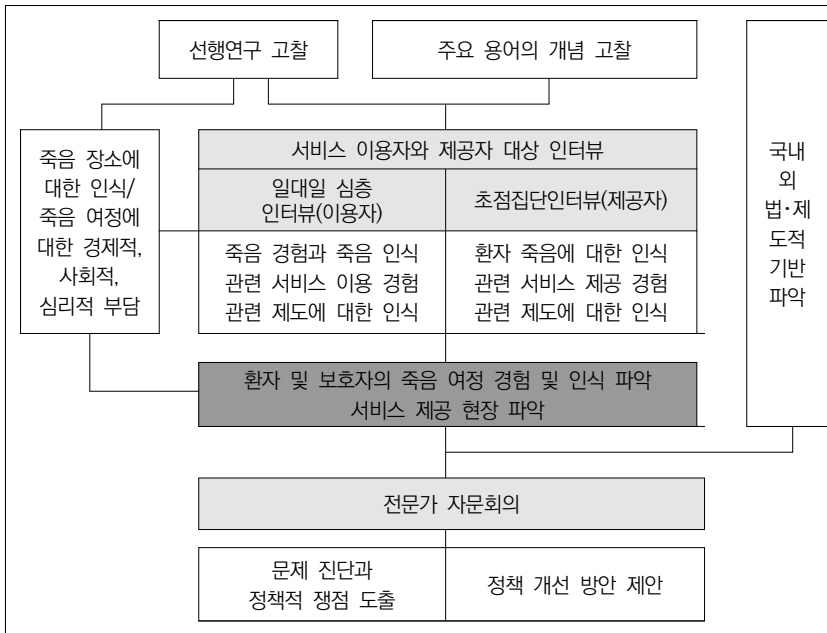 선행연구 고찰
주요 용어의 개념 고찰
죽음 장소에
대한 인식/
죽음 여정에
대한 경제적,
사회적,
심리적 부담
서비스 이용자와 제공자 대상 인터뷰
일대일 심층
인터뷰(이용자)
초점집단인터뷰(제공자)
죽음 경험과 죽음 인식
관련 서비스 이용 경험
관련 제도에 대한 인식
환자 죽음에 대한 인식
관련 서비스 제공 경험
관련 제도에 대한 인식
국내
외
법·제
도적
기반
파악
환자 및 보호자의 죽음 여정 경험 및 인식 파악
서비스 제공 현장 파악
전문가 자문회의
문제 진단과
정책적 쟁점 도출
정책 개선 방안 제안